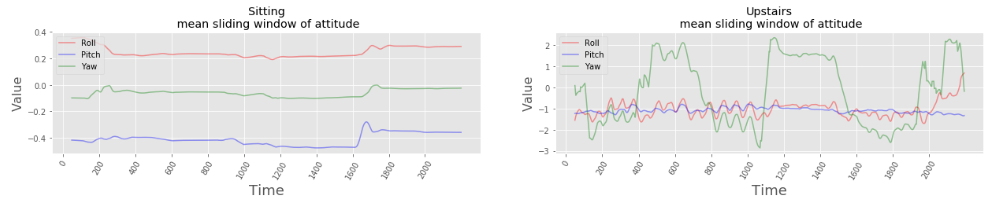 Sitting
mean sliding window of attitude
Value
0.4
0.2
0.0
−0.2
−0.4
Roll
Pitch
Yaw
0
200
400
600
800
1000
1200
1400
1600
1800
2000
Time
Upstairs
mean sliding window of attitude
Value
2
1
0
−1
−2
−3
Roll
Pitch
Yaw
0
200
400
600
800
1000
1200
1400
1600
1800
2000
Time